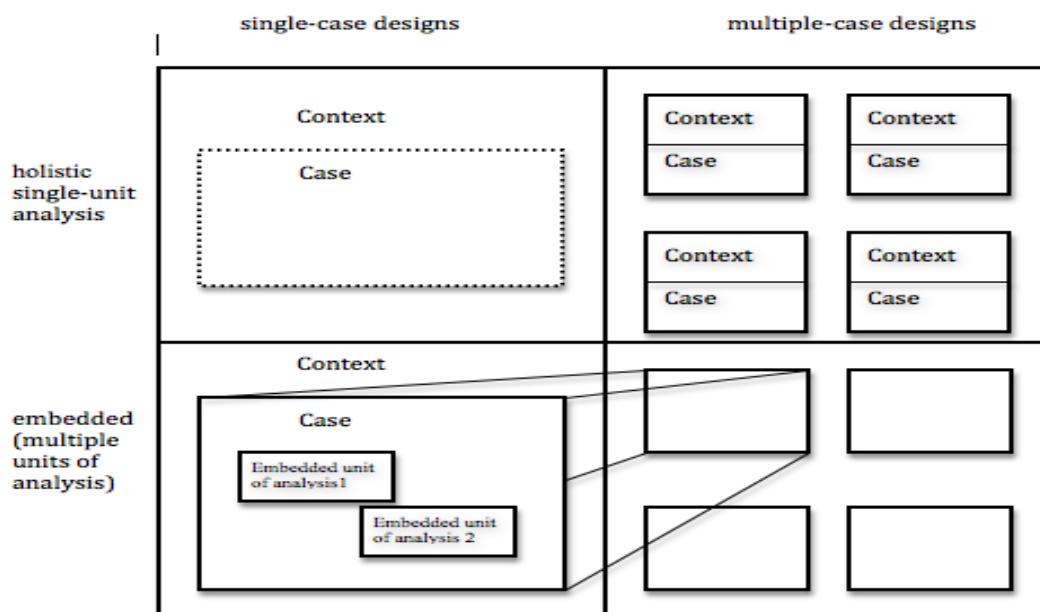 single-case designs
multiple-case designs
holistic
single-unit
analysis
Context
Case
Context
Case
Context
Case
Context
Case
Context
Case
embedded
(multiple
units of
analysis)
Context
Case
Embedded unit
of analysis1
Embedded unit
of analysis 2